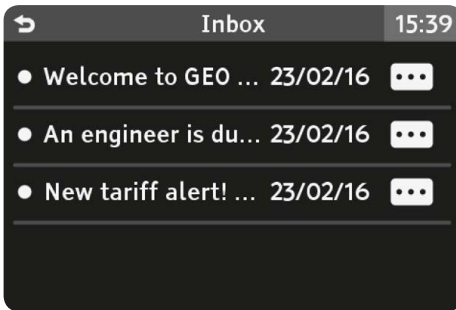 Inbox 15:39
Welcome to GEO ... 23/02/16
An engineer is du... 23/02/16
New tariff alert! ... 23/02/16